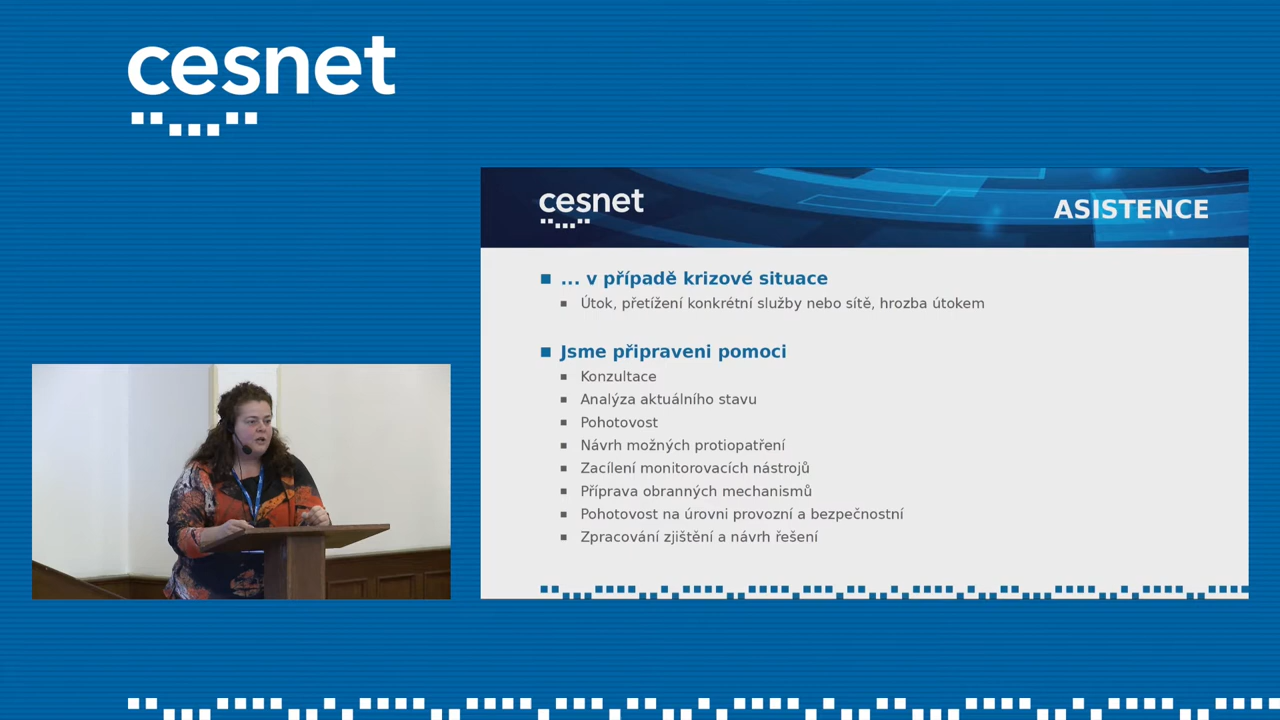 cesnet
cesnet
ASISTENCE
... v případě krizové situace
Útok, přetížení konkrétní služby nebo sítě, hrozba útokem
Jsme připraveni pomoci
Konzultace
Analýza aktuálního stavu
Pohotovost
Návrh možných protiopatření
Zacílení monitorovacích nástrojů
Příprava obranných mechanismů
Pohotovost na úrovni provozní a bezpečnostní
Zpracování zjištění a návrh řešení